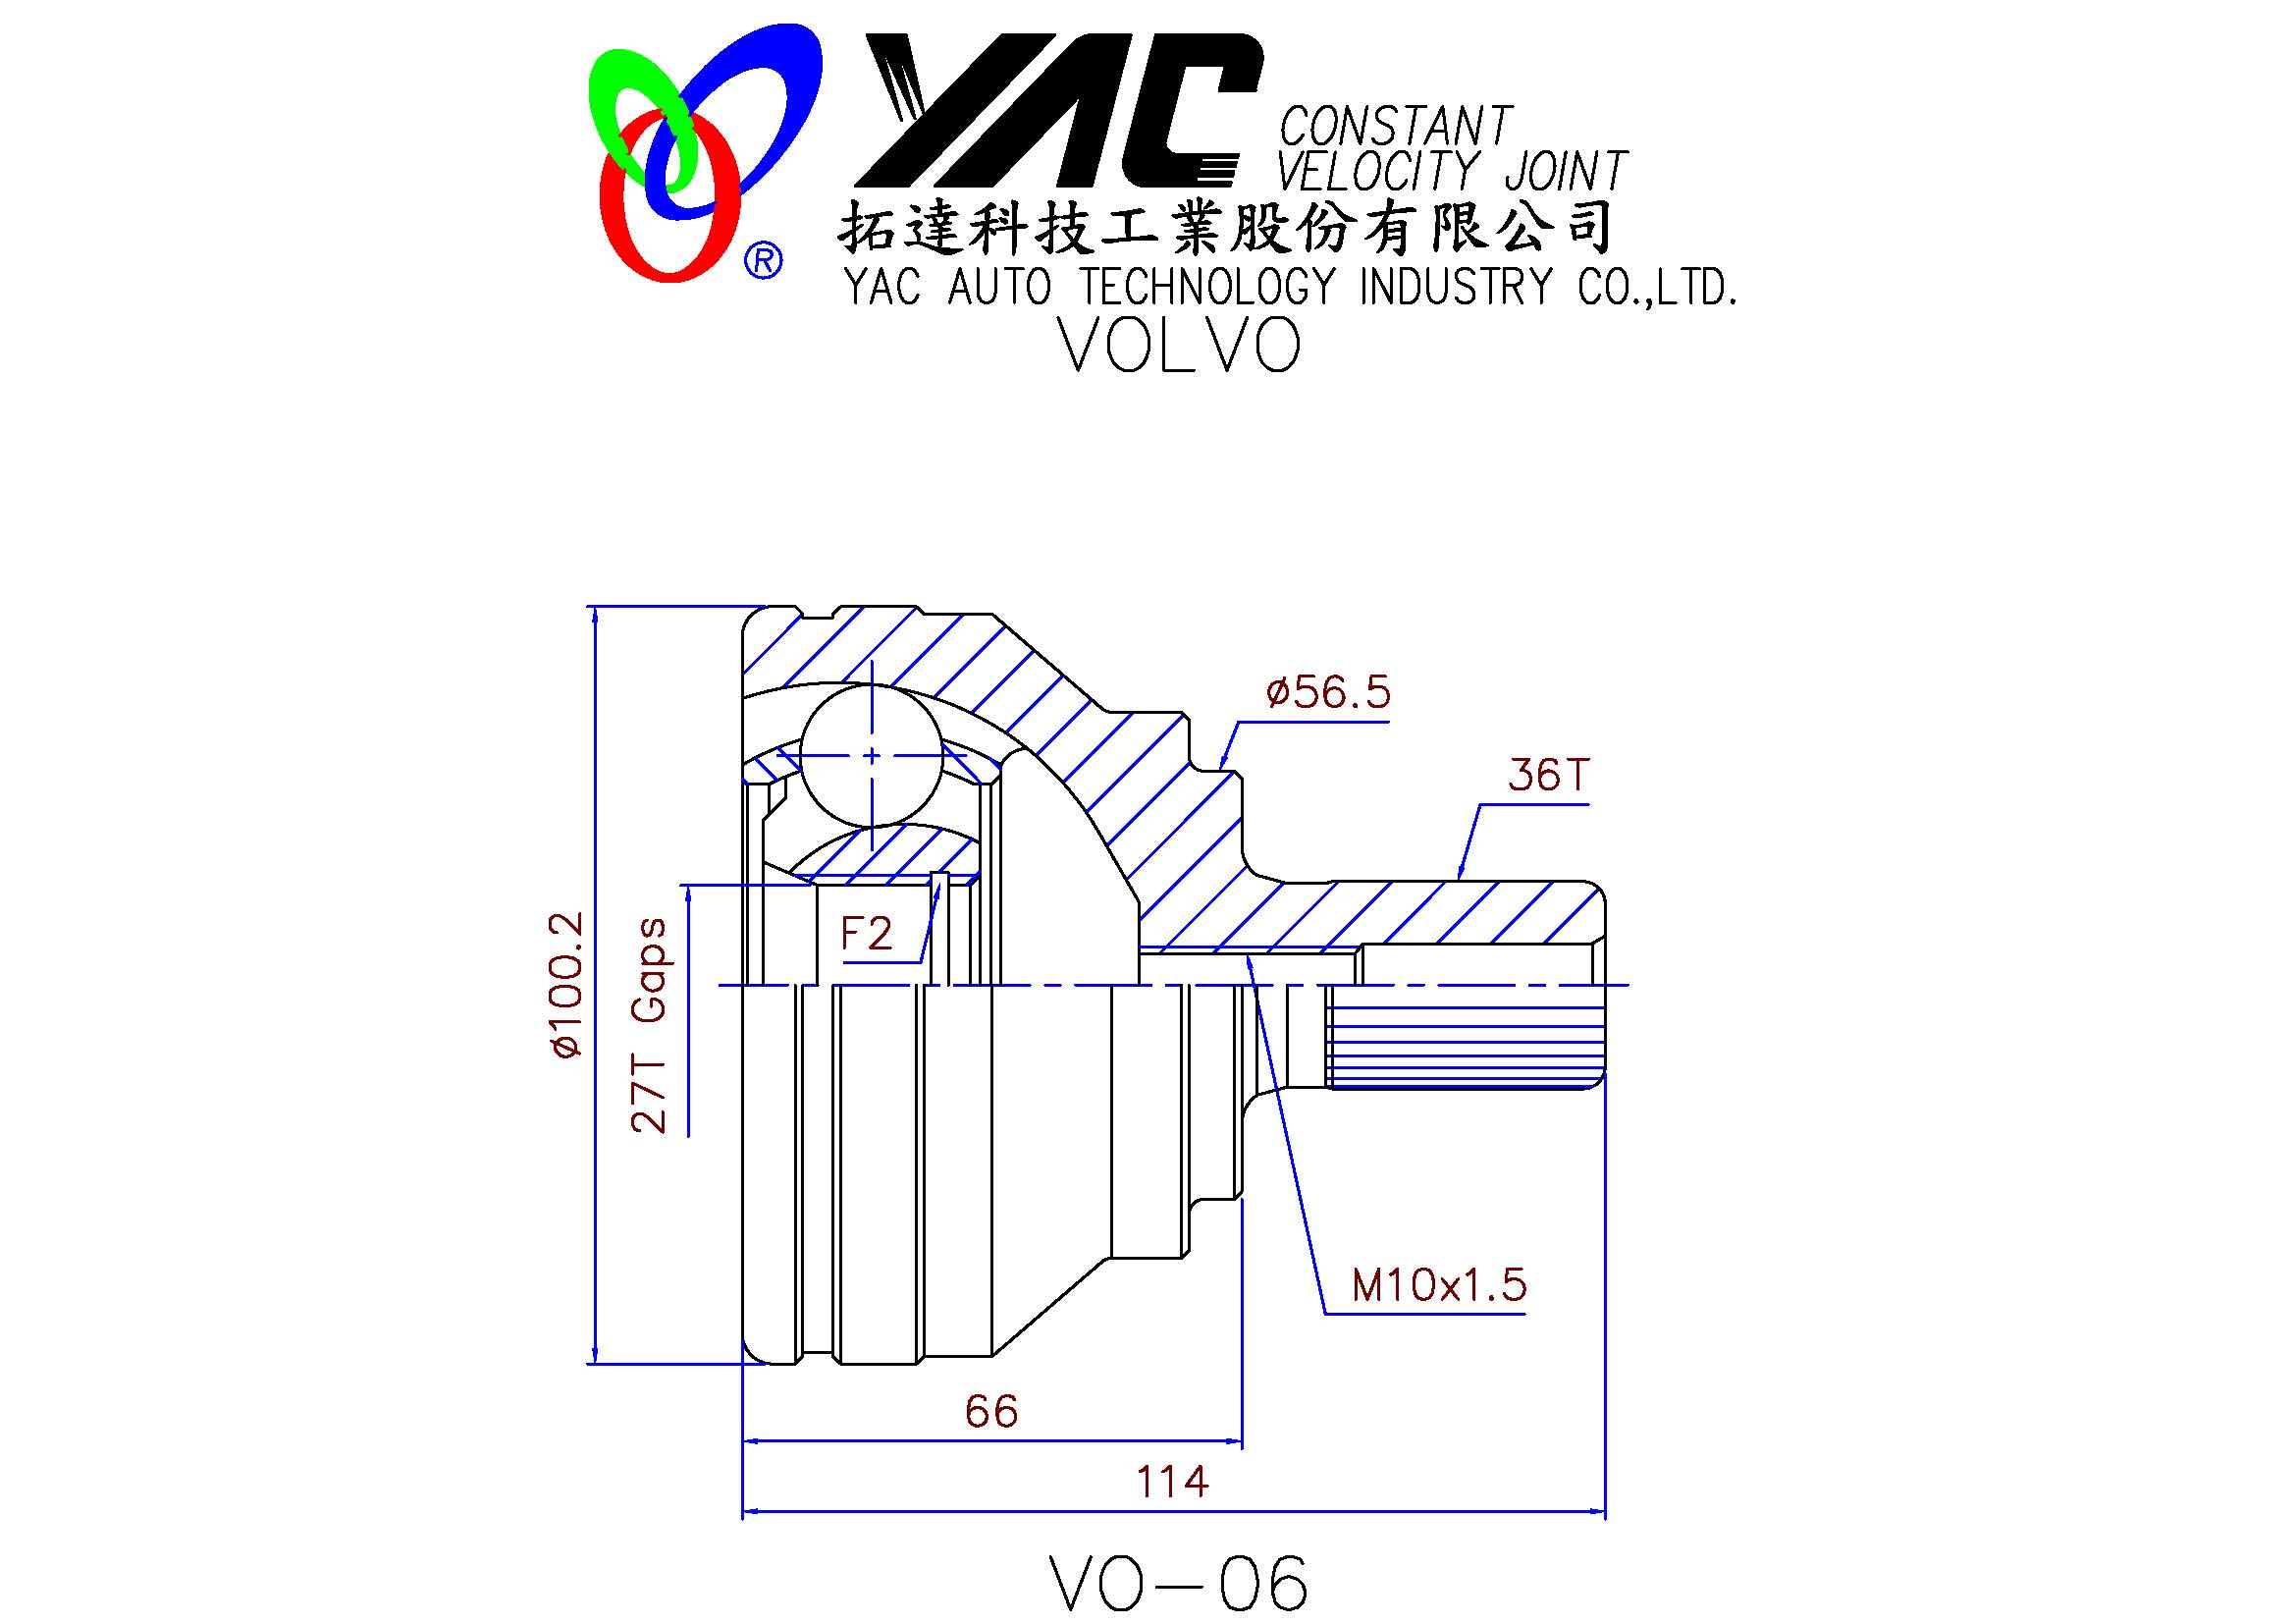 YAC CONSTANT
VELOCITY JOINT
拓達科技工業股份有限公司
® YAC AUTO TECHNOLOGY INDUSTRY CO.,LTD.
VOLVO
ø56.5
36T
F2
ø100.2
27T Gaps
M10x1.5
66
114
VO-06